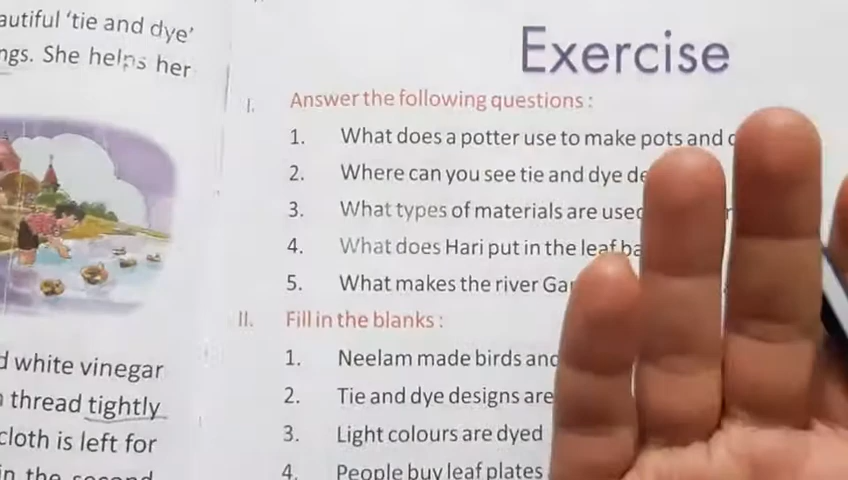 autiful 'tie and dye'
ngs. She helps her
d white vinegar
thread tightly
cloth is left for
in the second
Exercise
I. Answer the following questions :
1. What does a potter use to make pots and
2. Where can you see tie and dye
3. What types of materials are used
4. What does Hari put in the leaf
5. What makes the river
II. Fill in the blanks :
1. Neelam made birds and
2. Tie and dye designs are
3. Light colours are dyed
4. People buy leaf plates